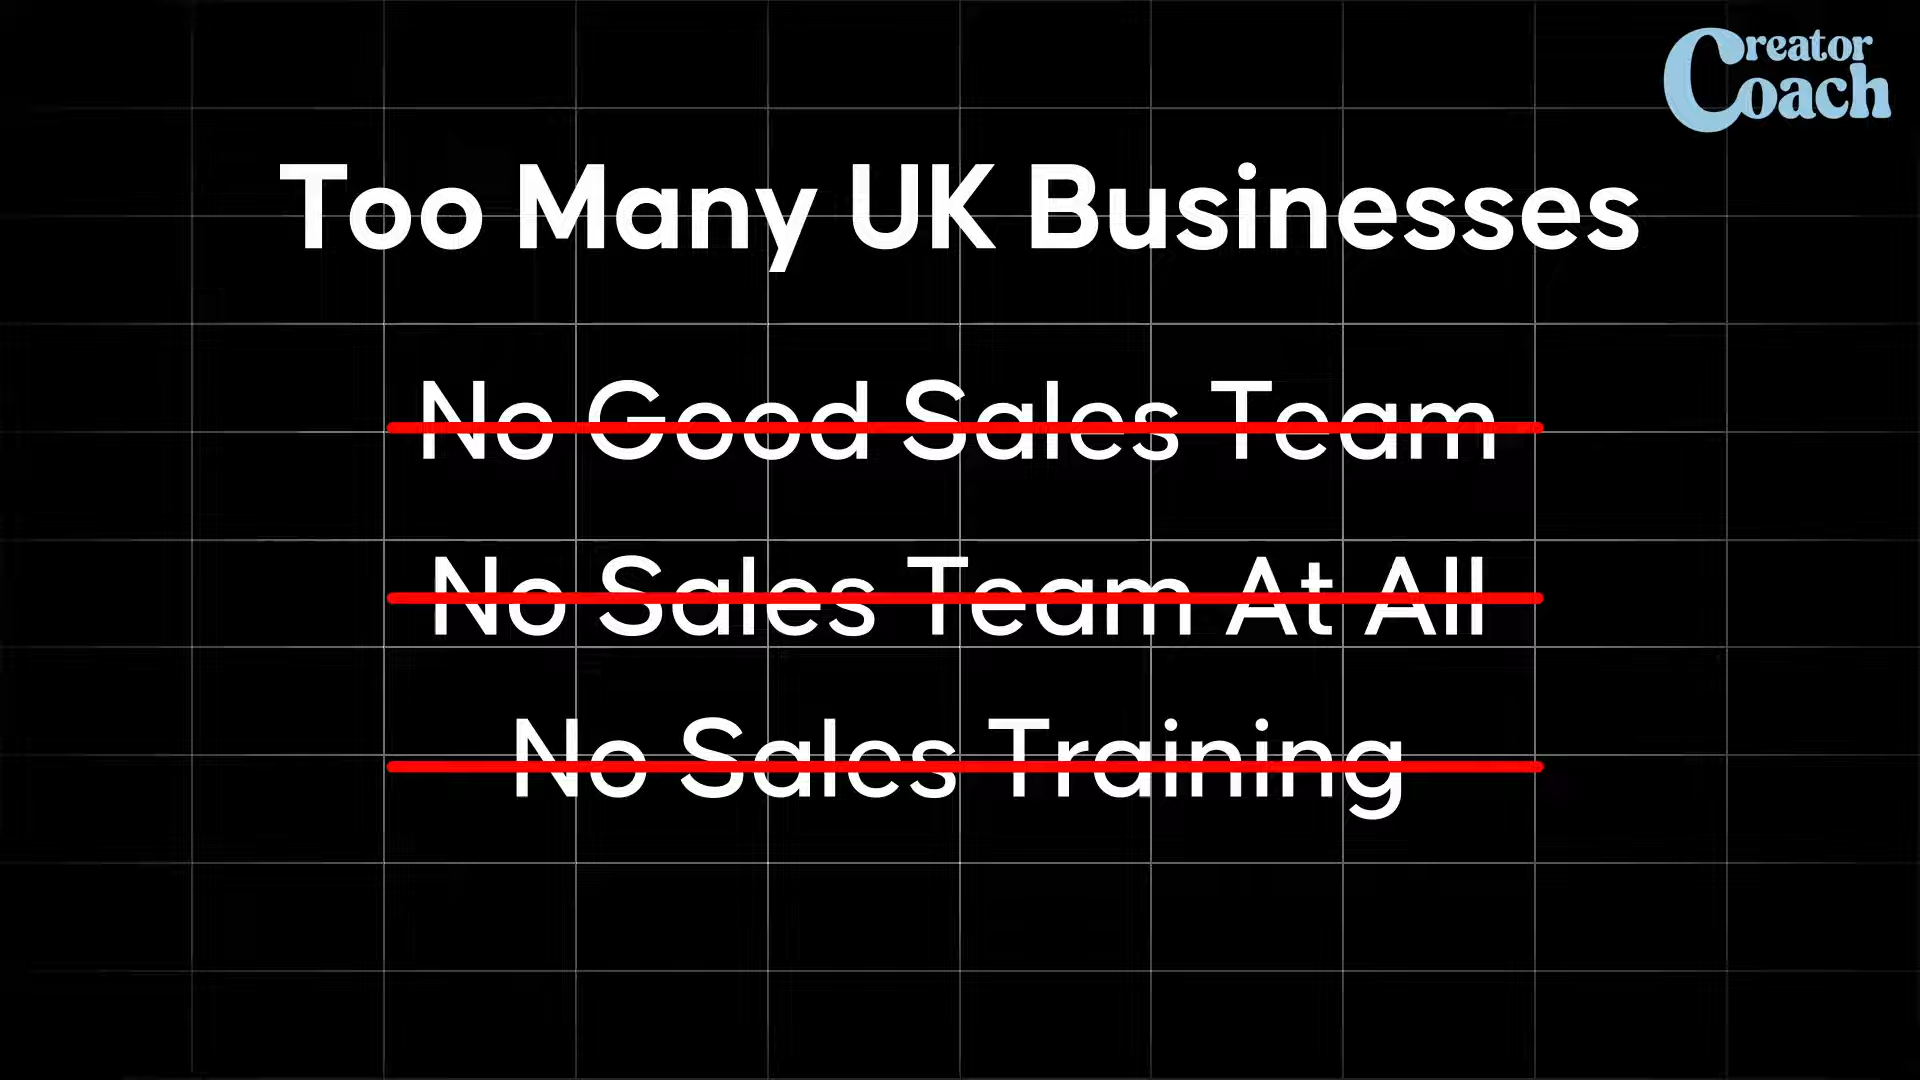 Creator
Coach
Too Many UK Businesses
No Good Sales Team
No Sales Team At All
No Sales Training